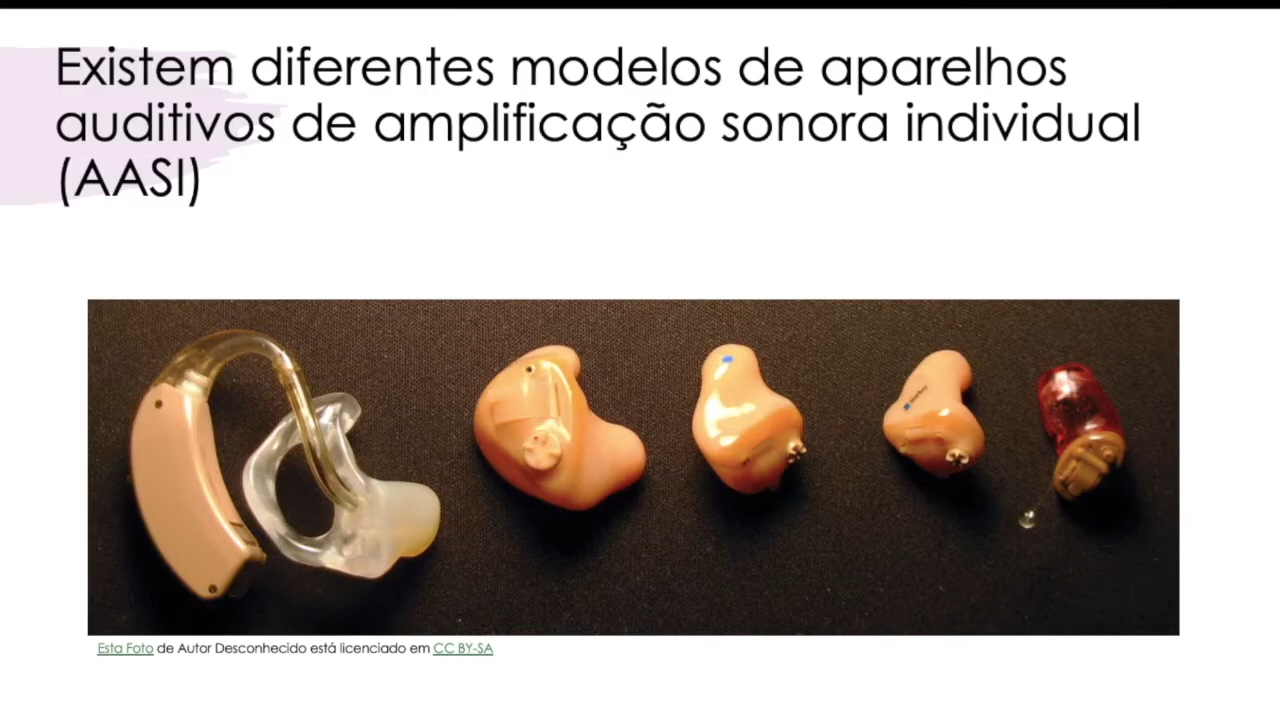 Existem diferentes modelos de aparelhos
auditivos de amplificação sonora individual
(AASI)
Esta Foto de Autor Desconhecido está licenciado em CC BY-SA